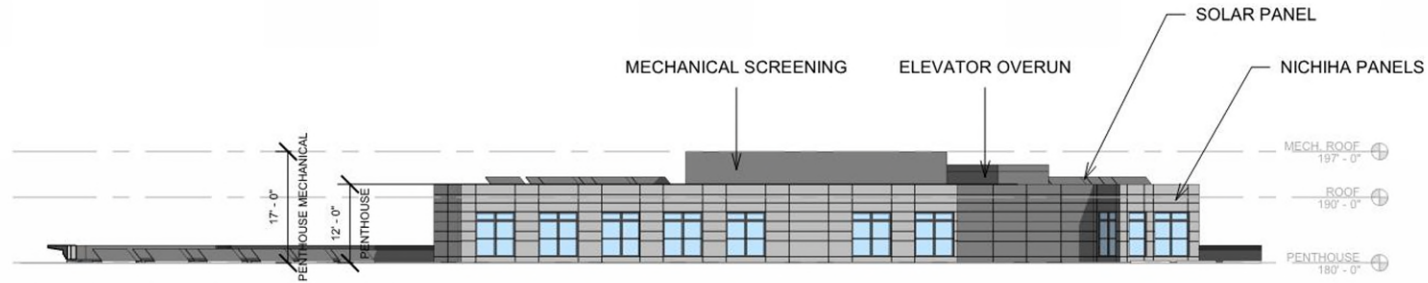 SOLAR PANEL
MECHANICAL SCREENING
ELEVATOR OVERUN
NICHIHA PANELS
MECH. ROOF
197' - 0"
ROOF
190' - 0"
PENTHOUSE
180' - 0"
17' - 0"
PENTHOUSE MECHANICAL
12' - 0"
PENTHOUSE